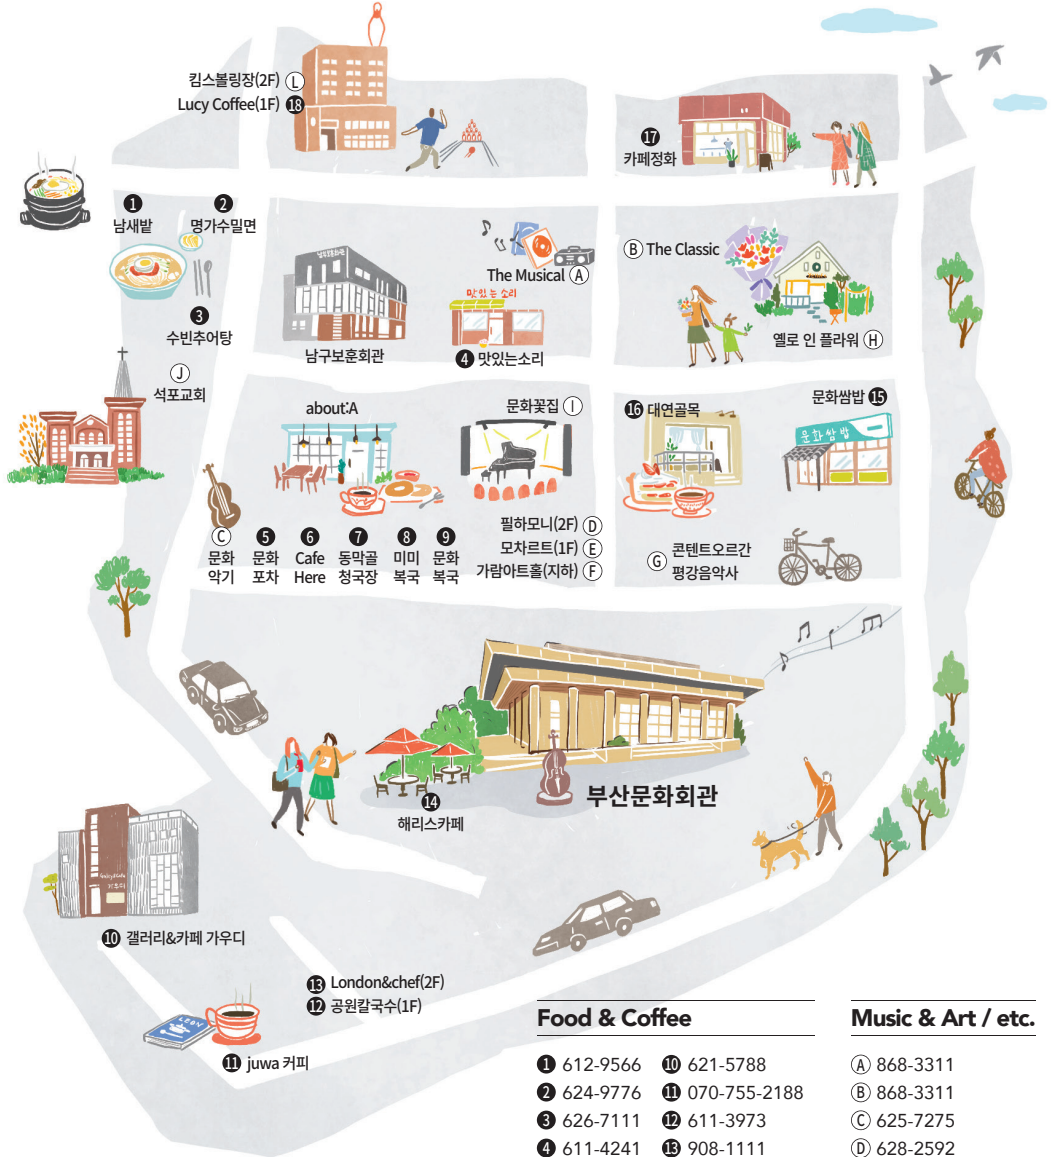 킴스볼링장(2F) Ⓛ
Lucy Coffee(1F) ⓲
⓱
카페정화
❶
남새밭
❷
명가수밀면
❸
수빈추어탕
남구보훈회관
The Musical Ⓐ
맛있는소리
❹ 맛있는소리
Ⓑ The Classic
옐로 인 플라워 Ⓗ
Ⓙ
석포교회
about:A
문화꽃집 Ⓘ
⓰ 대연골목
문화쌈밥 ⓯
문화쌈밥
Ⓒ
문화
악기
❺
문화
포차
❻
Cafe
Here
❼
동막골
청국장
❽
미미
복국
❾
문화
복국
필하모니(2F) Ⓓ
모차르트(1F) Ⓔ
가람아트홀(지하) Ⓕ
Ⓖ 콘텐트오르간
평강음악사
부산문화회관
⓮
해리스카페
❿ 갤러리&카페 가우디
⓭ London&chef(2F)
⓬ 공원칼국수(1F)
⓫ juwa 커피
Food & Coffee
❶ 612-9566
❷ 624-9776
❸ 626-7111
❹ 611-4241
❿ 621-5788
⓫ 070-755-2188
⓬ 611-3973
⓭ 908-1111
Music & Art / etc.
Ⓐ 868-3311
Ⓑ 868-3311
Ⓒ 625-7275
Ⓓ 628-2592